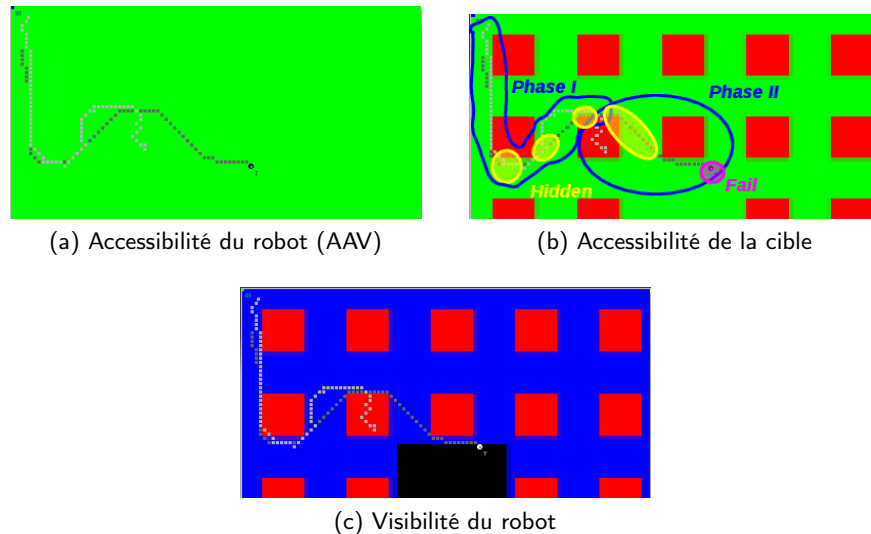 Phase I
Phase II
Hidden
Fail
(a) Accessibilité du robot (AAV)
(b) Accessibilité de la cible
T
T
(c) Visibilité du robot